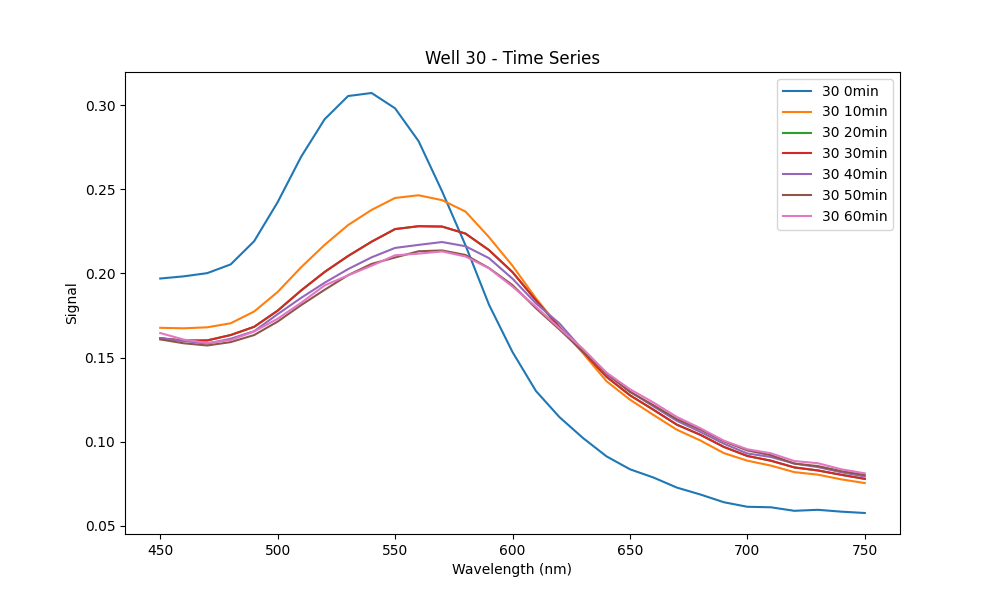 Well 30 - Time Series
30 0min
30 10min
30 20min
30 30min
30 40min
30 50min
30 60min
Signal
0.30
0.25
0.20
0.15
0.10
0.05
450 500 550 600 650 700 750
Wavelength (nm)